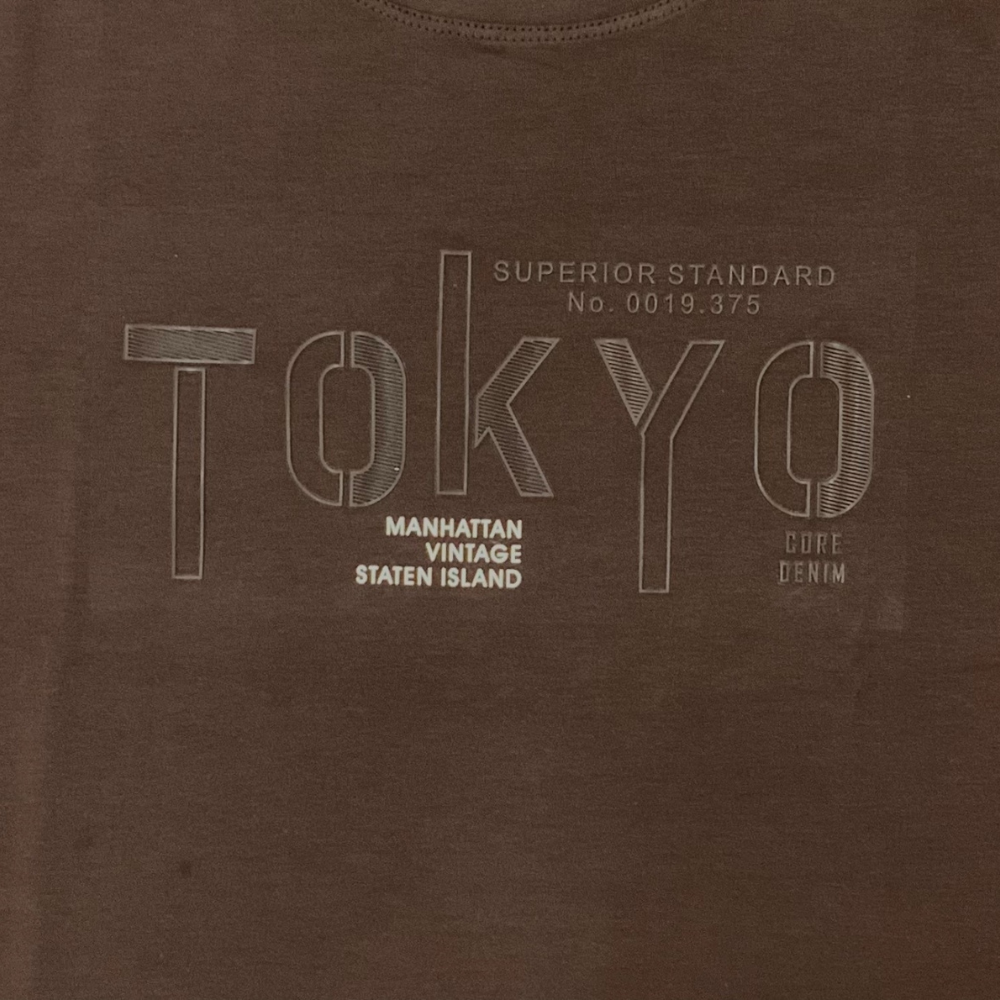 SUPERIOR STANDARD
No. 0019.375
TOKYO
MANHATTAN
VINTAGE
STATEN ISLAND
CORE
DENIM